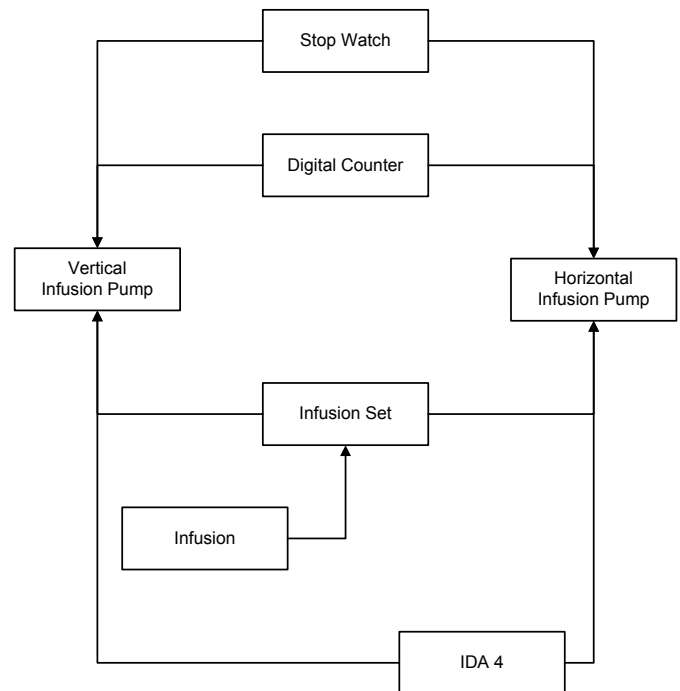 Stop Watch
Digital Counter
Vertical
Infusion Pump
Horizontal
Infusion Pump
Infusion Set
Infusion
IDA 4